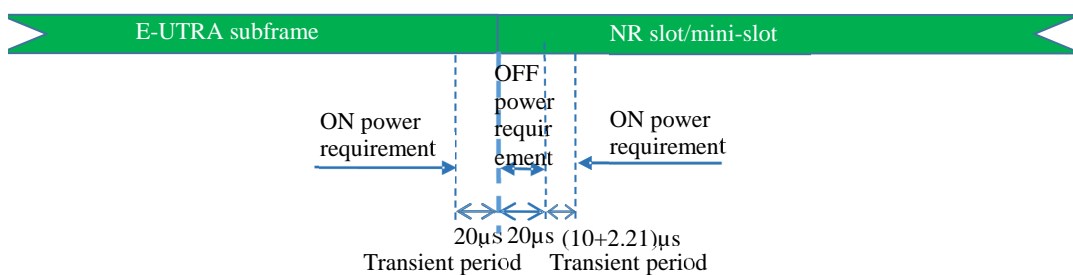 E-UTRA subframe
NR slot/mini-slot
OFF
power
requir
ement
ON power
requirement
ON power
requirement
20μs
20μs
(10+2.21)μs
Transient period
Transient period